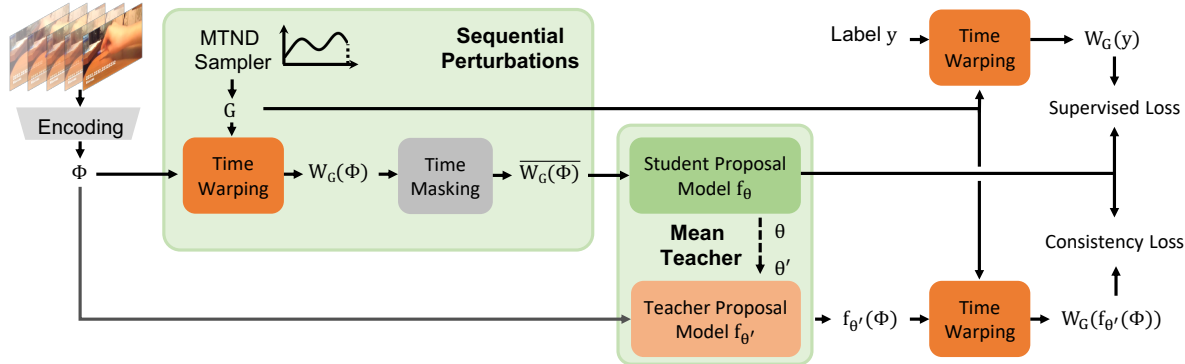 MTND
Sampler
Sequential
Perturbations
Label y
Time
Warping
W_G(y)
Supervised Loss
Encoding
G
Φ
Time
Warping
W_G(Φ)
Time
Masking
\overline{W_G(Φ)}
Student Proposal
Model f_θ
Mean
Teacher
θ
θ′
Consistency Loss
Teacher Proposal
Model f_θ′
f_θ′(Φ)
Time
Warping
W_G(f_θ′(Φ))